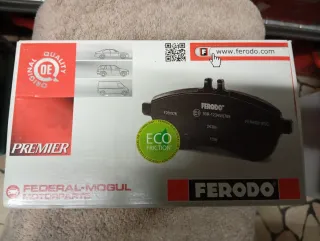 ORIGINAL QUALITY
OE
F www.ferodo.com
FERODO
ECO
FRICTION
PREMIER
FEDERAL-MOGUL
MOTORPARTS
FERODO